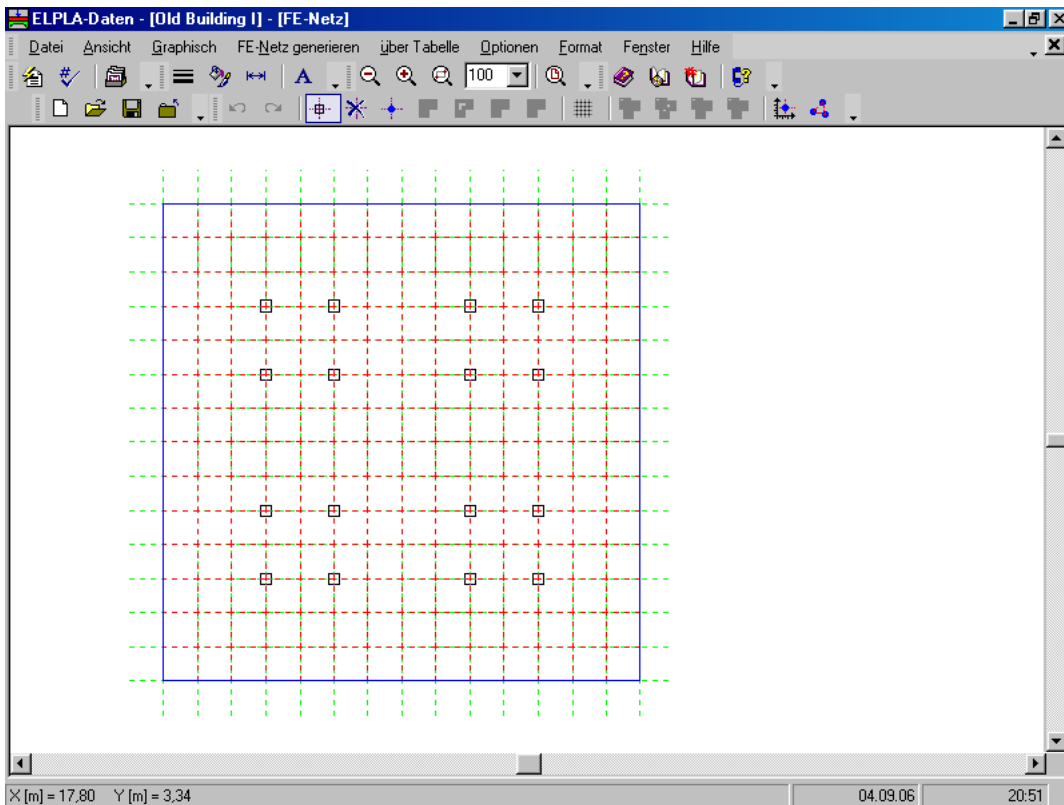 ELPLA-Daten - [Old Building I] - [FE-Netz]
Datei Ansicht Graphisch FE-Netz generieren über Tabelle Optionen Format Fenster Hilfe
A 100
X [m] = 17,80 Y [m] = 3,34 04.09.06 20:51